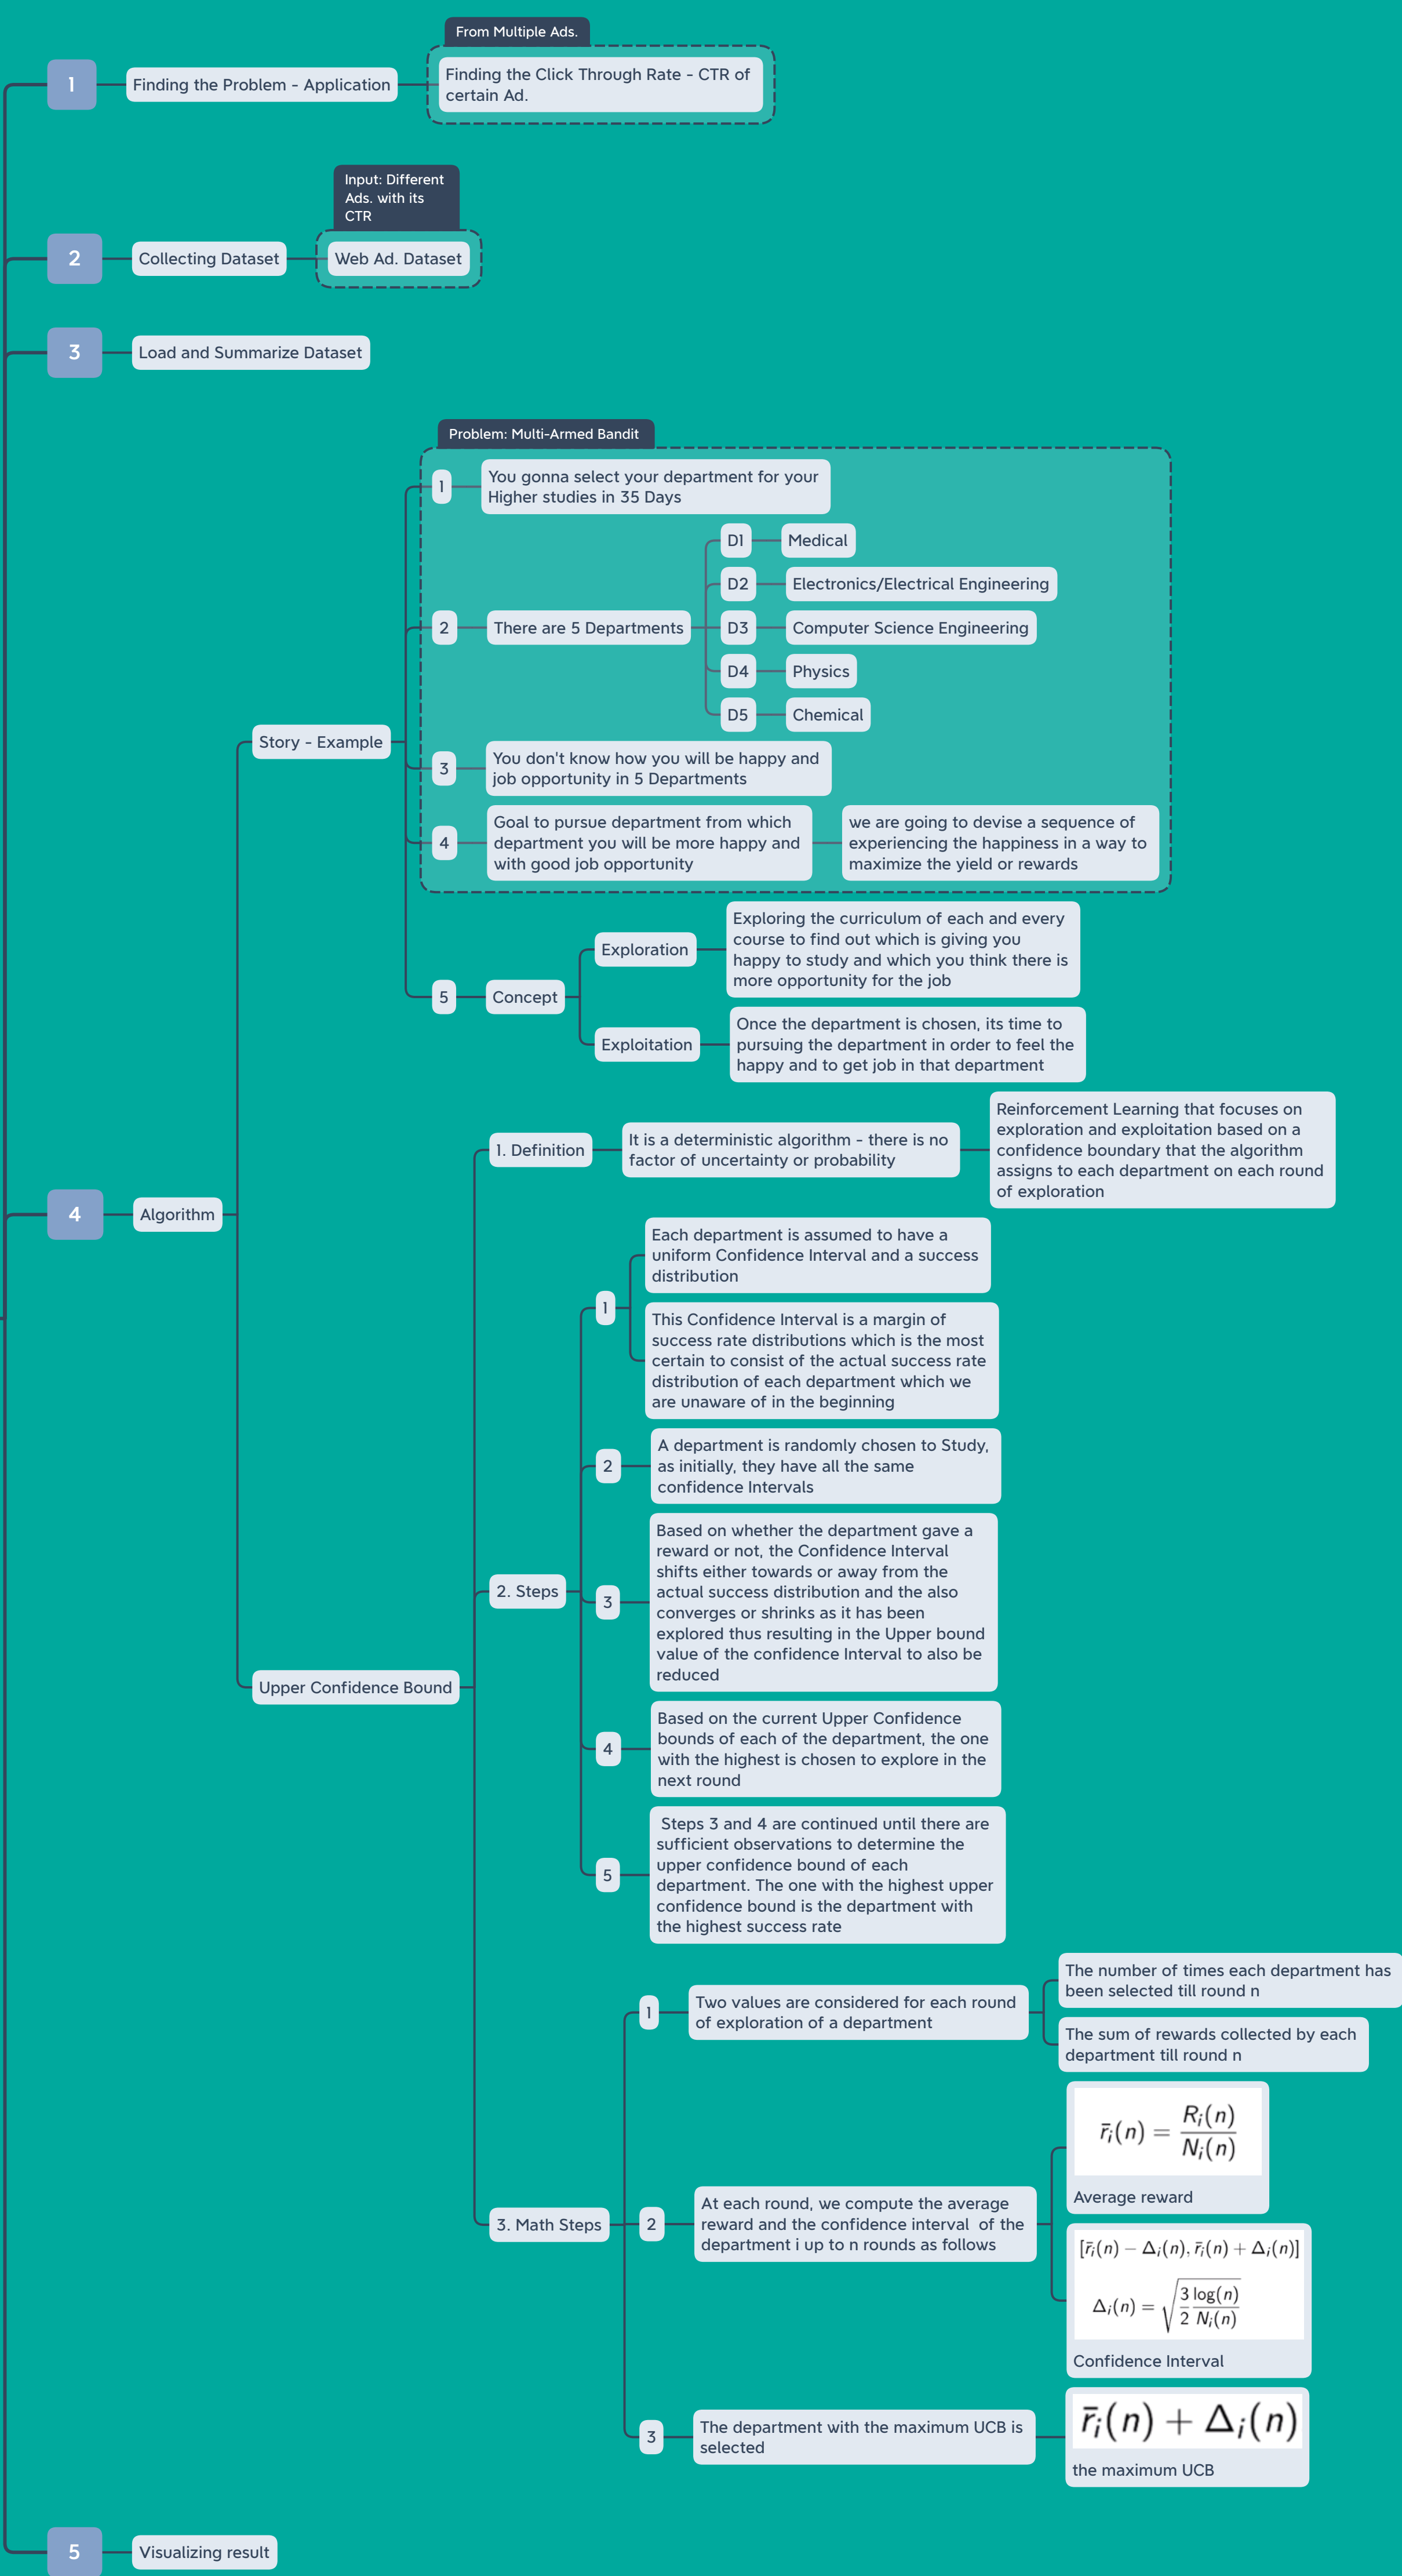 From Multiple Ads.
1
Finding the Problem - Application
Finding the Click Through Rate - CTR of
certain Ad.
Input: Different
Ads. with its
CTR
2
Collecting Dataset
Web Ad. Dataset
3
Load and Summarize Dataset
4
Algorithm
Story - Example
Problem: Multi-Armed Bandit
1
You gonna select your department for your
Higher studies in 35 Days
2
There are 5 Departments
D1
Medical
D2
Electronics/Electrical Engineering
D3
Computer Science Engineering
D4
Physics
D5
Chemical
3
You don't know how you will be happy and
job opportunity in 5 Departments
4
Goal to pursue department from which
department you will be more happy and
with good job opportunity
we are going to devise a sequence of
experiencing the happiness in a way to
maximize the yield or rewards
5
Concept
Exploration
Exploring the curriculum of each and every
course to find out which is giving you
happy to study and which you think there is
more opportunity for the job
Exploitation
Once the department is chosen, its time to
pursuing the department in order to feel the
happy and to get job in that department
Upper Confidence Bound
1. Definition
It is a deterministic algorithm - there is no
factor of uncertainty or probability
Reinforcement Learning that focuses on
exploration and exploitation based on a
confidence boundary that the algorithm
assigns to each department on each round
of exploration
2. Steps
1
Each department is assumed to have a
uniform Confidence Interval and a success
distribution
This Confidence Interval is a margin of
success rate distributions which is the most
certain to consist of the actual success rate
distribution of each department which we
are unaware of in the beginning
2
A department is randomly chosen to Study,
as initially, they have all the same
confidence Intervals
3
Based on whether the department gave a
reward or not, the Confidence Interval
shifts either towards or away from the
actual success distribution and the also
converges or shrinks as it has been
explored thus resulting in the Upper bound
value of the confidence Interval to also be
reduced
4
Based on the current Upper Confidence
bounds of each of the department, the one
with the highest is chosen to explore in the
next round
5
Steps 3 and 4 are continued until there are
sufficient observations to determine the
upper confidence bound of each
department. The one with the highest upper
confidence bound is the department with
the highest success rate
3. Math Steps
1
Two values are considered for each round
of exploration of a department
The number of times each department has
been selected till round n
The sum of rewards collected by each
department till round n
2
At each round, we compute the average
reward and the confidence interval  of the
department i up to n rounds as follows
r̄ᵢ(n) = Rᵢ(n) / Nᵢ(n)
Average reward
[r̄ᵢ(n) − Δᵢ(n), r̄ᵢ(n) + Δᵢ(n)]
Δᵢ(n) = √(3/2 log(n)/Nᵢ(n))
Confidence Interval
3
The department with the maximum UCB is
selected
r̄ᵢ(n) + Δᵢ(n)
the maximum UCB
5
Visualizing result